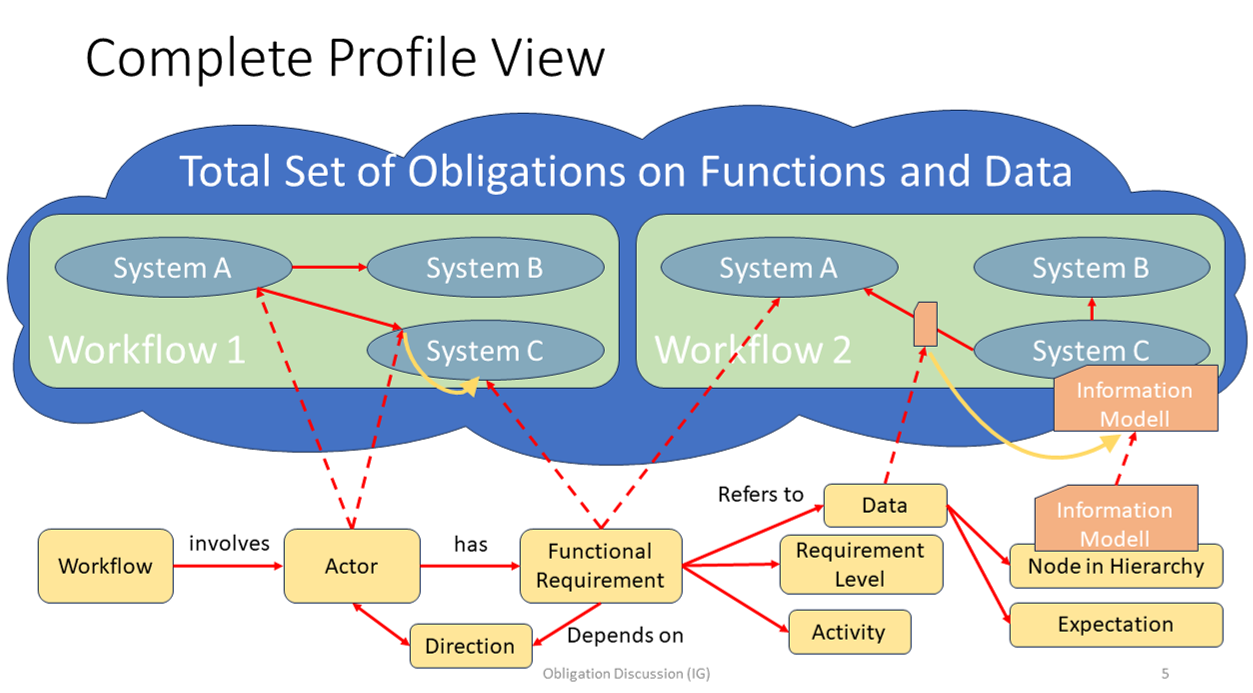 Complete Profile View
Total Set of Obligations on Functions and Data
System A
System B
System C
Workflow 1
System A
System B
System C
Workflow 2
Information
Modell
Refers to
Data
Information
Modell
Workflow
involves
Actor
has
Functional
Requirement
Requirement
Level
Node in Hierarchy
Direction
Depends on
Activity
Expectation
Obligation Discussion (IG)
5